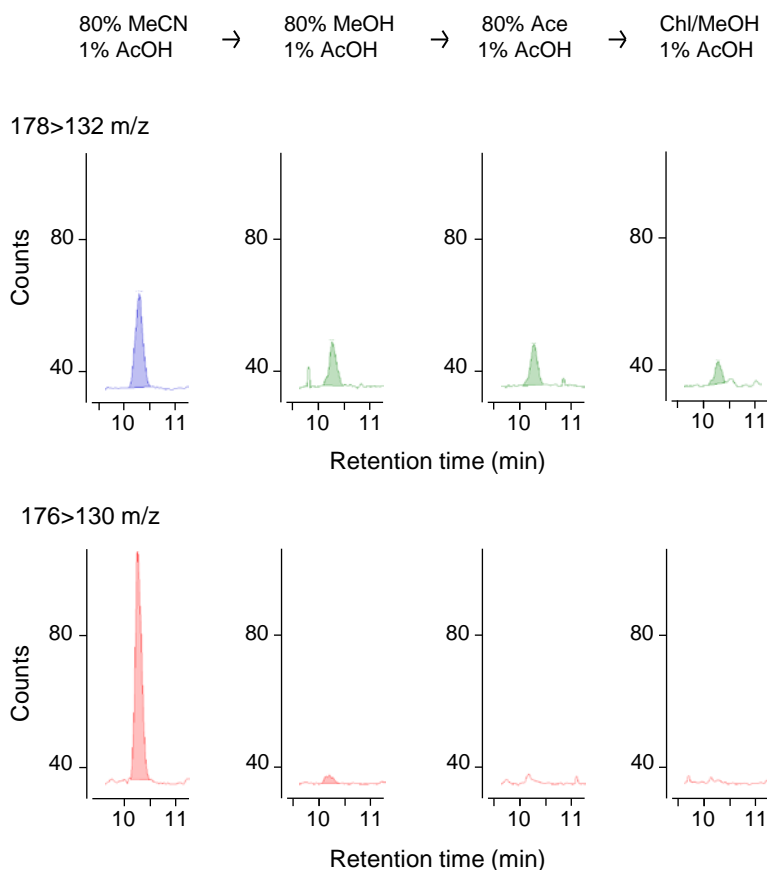 80% MeCN → 80% MeOH → 80% Ace → Chl/MeOH
1% AcOH 1% AcOH 1% AcOH 1% AcOH
178>132 m/z
Counts
80 80 80 80
40 40 40 40
10 11 10 11 10 11 10 11
Retention time (min)
176>130 m/z
Counts
80 80 80 80
40 40 40 40
10 11 10 11 10 11 10 11
Retention time (min)